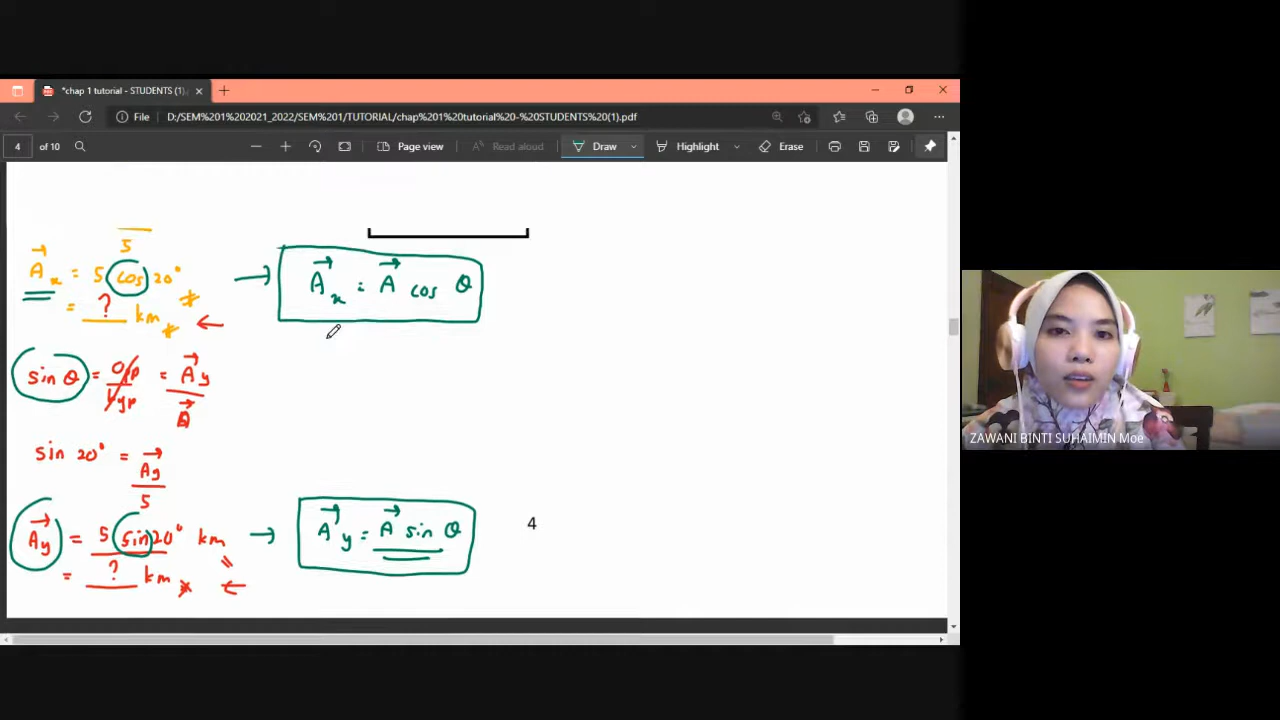 *chap 1 tutorial - STUDENTS (1).
File D:/SEM%201%202021_2022/SEM%201/TUTORIAL/chap%201%20tutorial%20-%20STUDENTS%20(1).pdf
4 of 10 Page view Read aloud Draw Highlight Erase
5
A⃗x = 5 cos 20°
= ? km
→ A⃗x = A⃗ cos θ
sin θ = opp/hyp = A⃗y/A⃗
sin 20° = A⃗y/5
A⃗y = 5 sin 20° km → A⃗y = A⃗ sin θ
= ? km
4
ZAWANI BINTI SUHAIMIN Moe